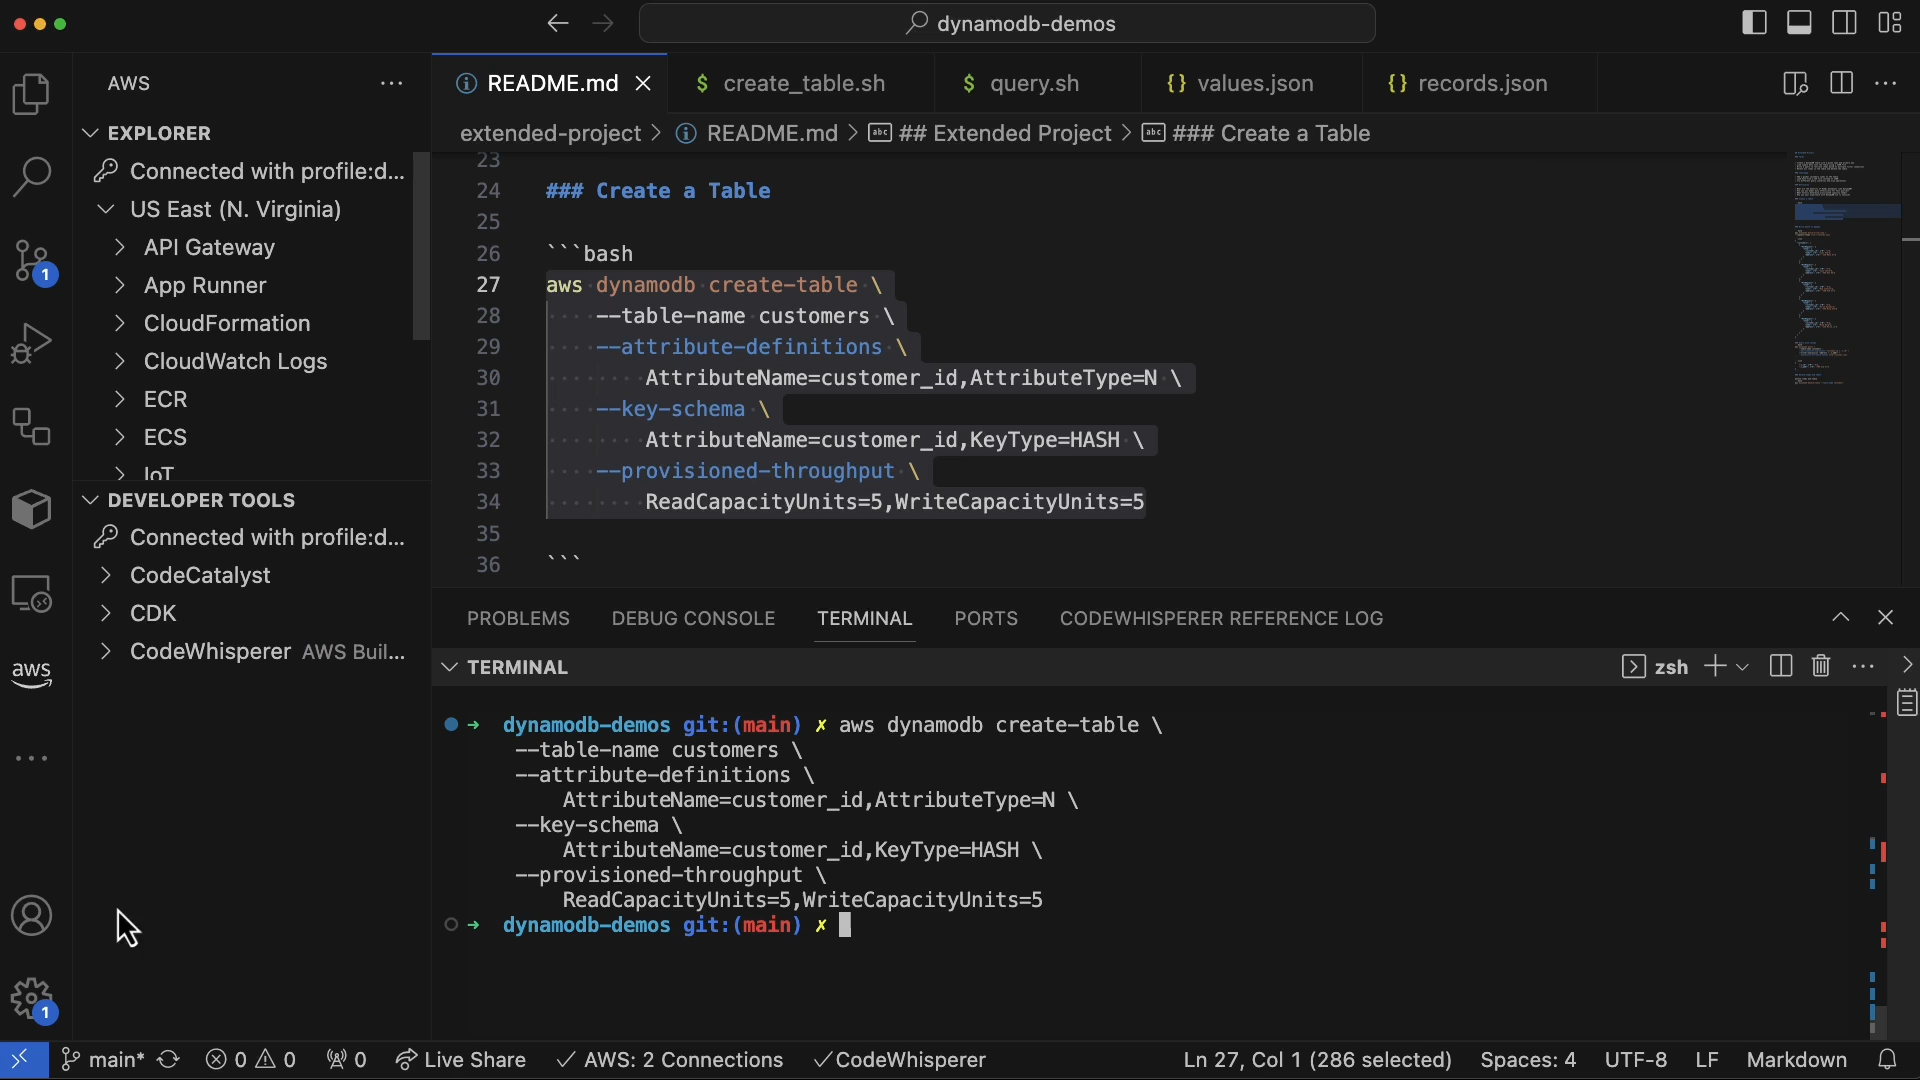 dynamodb-demos
AWS
EXPLORER
Connected with profile:d...
US East (N. Virginia)
API Gateway
App Runner
CloudFormation
CloudWatch Logs
ECR
ECS
IoT
DEVELOPER TOOLS
Connected with profile:d...
CodeCatalyst
CDK
CodeWhisperer AWS Buil...
1
aws
1
README.md
$ create_table.sh
$ query.sh
{} values.json
{} records.json
extended-project > README.md > abc ## Extended Project > abc ### Create a Table
23
24 ### Create a Table
25
26 ```bash
27 aws dynamodb create-table \
28 --table-name customers \
29 --attribute-definitions \
30 AttributeName=customer_id,AttributeType=N \
31 --key-schema \
32 AttributeName=customer_id,KeyType=HASH \
33 --provisioned-throughput \
34 ReadCapacityUnits=5,WriteCapacityUnits=5
35
36 ```
PROBLEMS DEBUG CONSOLE TERMINAL PORTS CODEWHISPERER REFERENCE LOG
TERMINAL
zsh
→ dynamodb-demos git:(main) ✗ aws dynamodb create-table \
--table-name customers \
--attribute-definitions \
AttributeName=customer_id,AttributeType=N \
--key-schema \
AttributeName=customer_id,KeyType=HASH \
--provisioned-throughput \
ReadCapacityUnits=5,WriteCapacityUnits=5
→ dynamodb-demos git:(main) ✗
main* 0 0 0 Live Share AWS: 2 Connections CodeWhisperer Ln 27, Col 1 (286 selected) Spaces: 4 UTF-8 LF Markdown